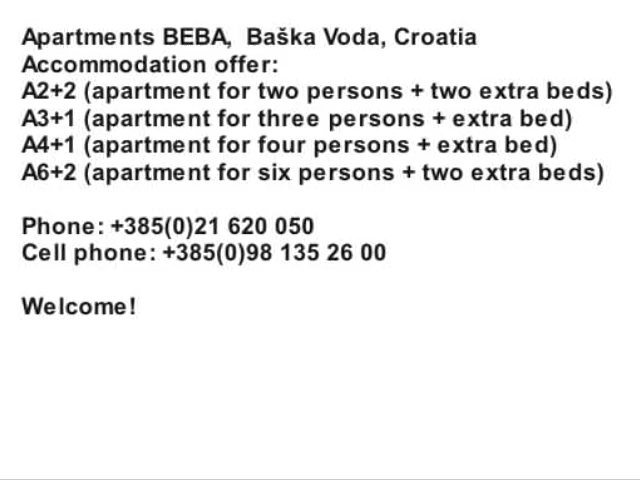 Apartments BEBA, Baška Voda, Croatia
Accommodation offer:
A2+2 (apartment for two persons + two extra beds)
A3+1 (apartment for three persons + extra bed)
A4+1 (apartment for four persons + extra bed)
A6+2 (apartment for six persons + two extra beds)
Phone: +385(0)21 620 050
Cell phone: +385(0)98 135 26 00
Welcome!